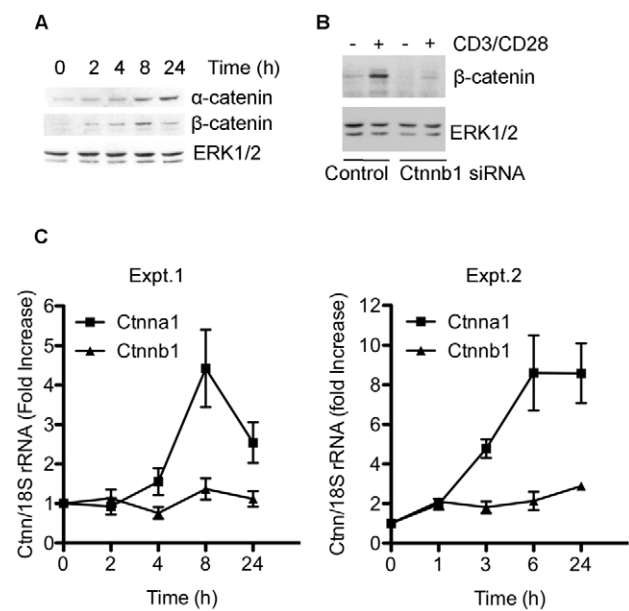 A
0 2 4 8 24 Time (h)
α-catenin
β-catenin
ERK1/2
B
- + - + CD3/CD28
β-catenin
ERK1/2
Control Ctnnb1 siRNA
C
Expt.1
Ctnn/18S rRNA (Fold Increase)
6
5
4
3
2
1
0
Ctnna1
Ctnnb1
0 2 4 8 24
Time (h)
Expt.2
Ctnn/18S rRNA (fold Increase)
12
10
8
6
4
2
0
Ctnna1
Ctnnb1
0 1 3 6 24
Time (h)